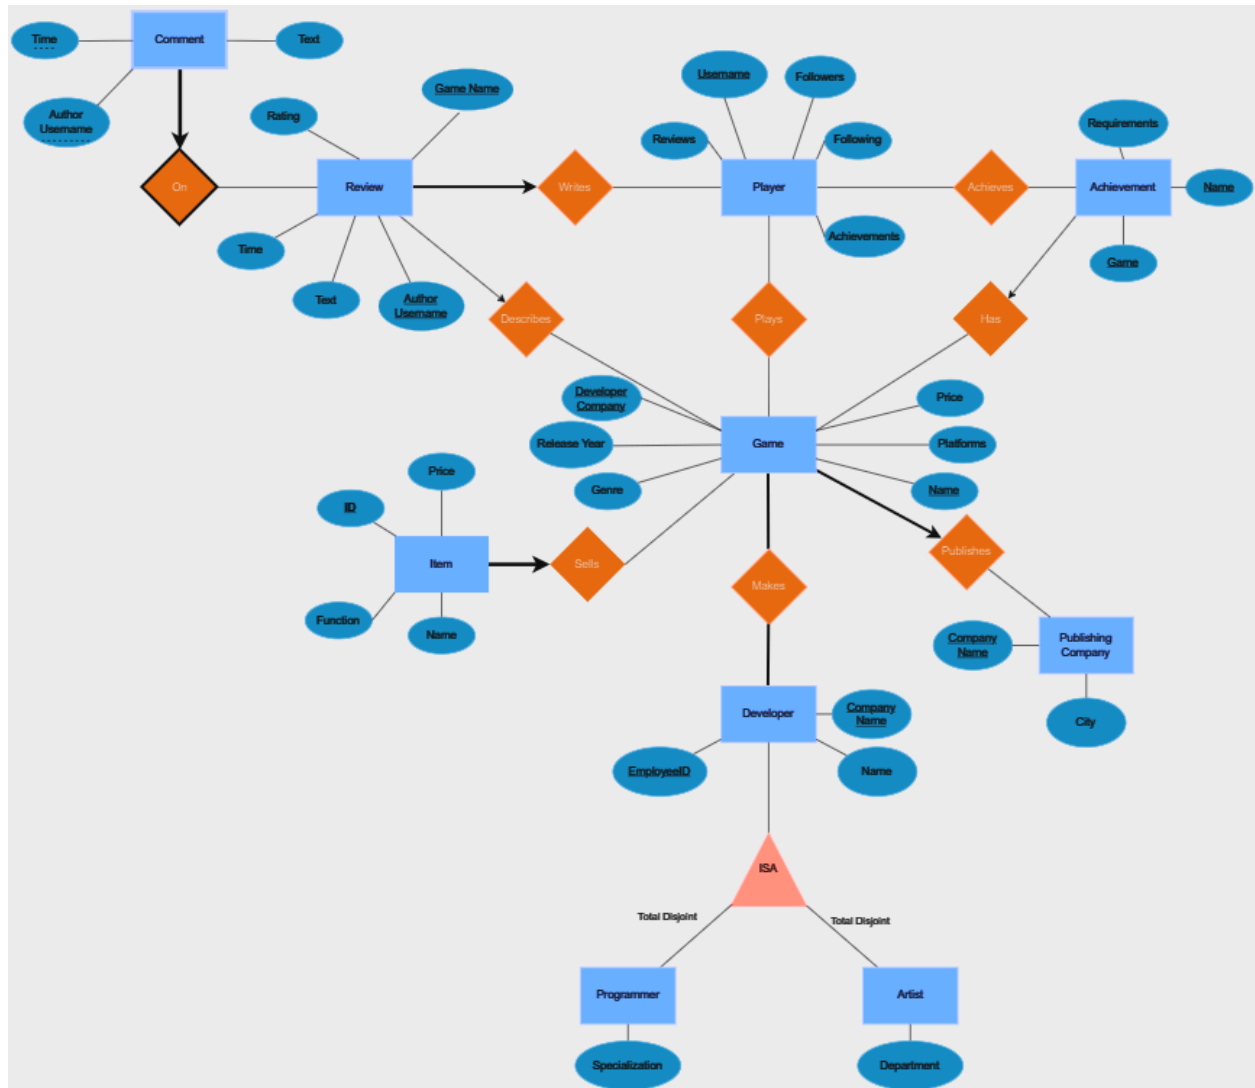 Time
Comment
Text
Author
Username
On
Rating
Game Name
Review
Time
Text
Author
Username
Writes
Describes
Username
Followers
Reviews
Following
Player
Achievements
Achieves
Requirements
Achievement
Name
Game
Plays
Has
Developer
Company
Release Year
Genre
Game
Price
Platforms
Name
Price
ID
Item
Function
Name
Sells
Makes
Publishes
Company
Name
Publishing
Company
City
Developer
Company
Name
EmployeeID
Name
ISA
Total Disjoint
Total Disjoint
Programmer
Artist
Specialization
Department